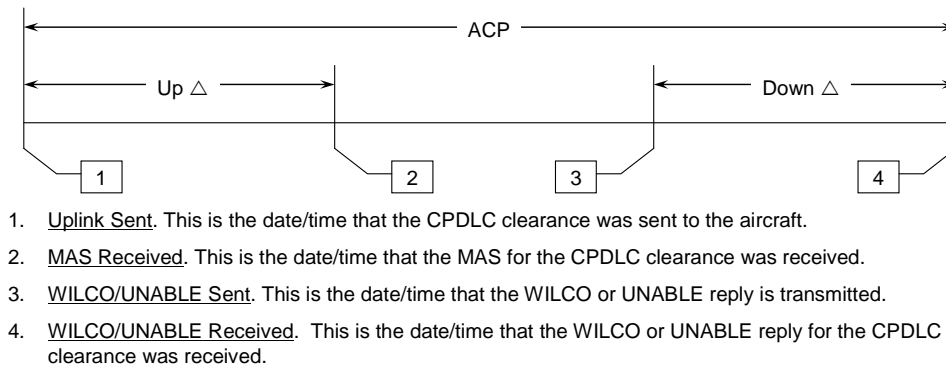 ACP
Up △
Down △
1
2
3
4
1. Uplink Sent. This is the date/time that the CPDLC clearance was sent to the aircraft.
2. MAS Received. This is the date/time that the MAS for the CPDLC clearance was received.
3. WILCO/UNABLE Sent. This is the date/time that the WILCO or UNABLE reply is transmitted.
4. WILCO/UNABLE Received. This is the date/time that the WILCO or UNABLE reply for the CPDLC
clearance was received.